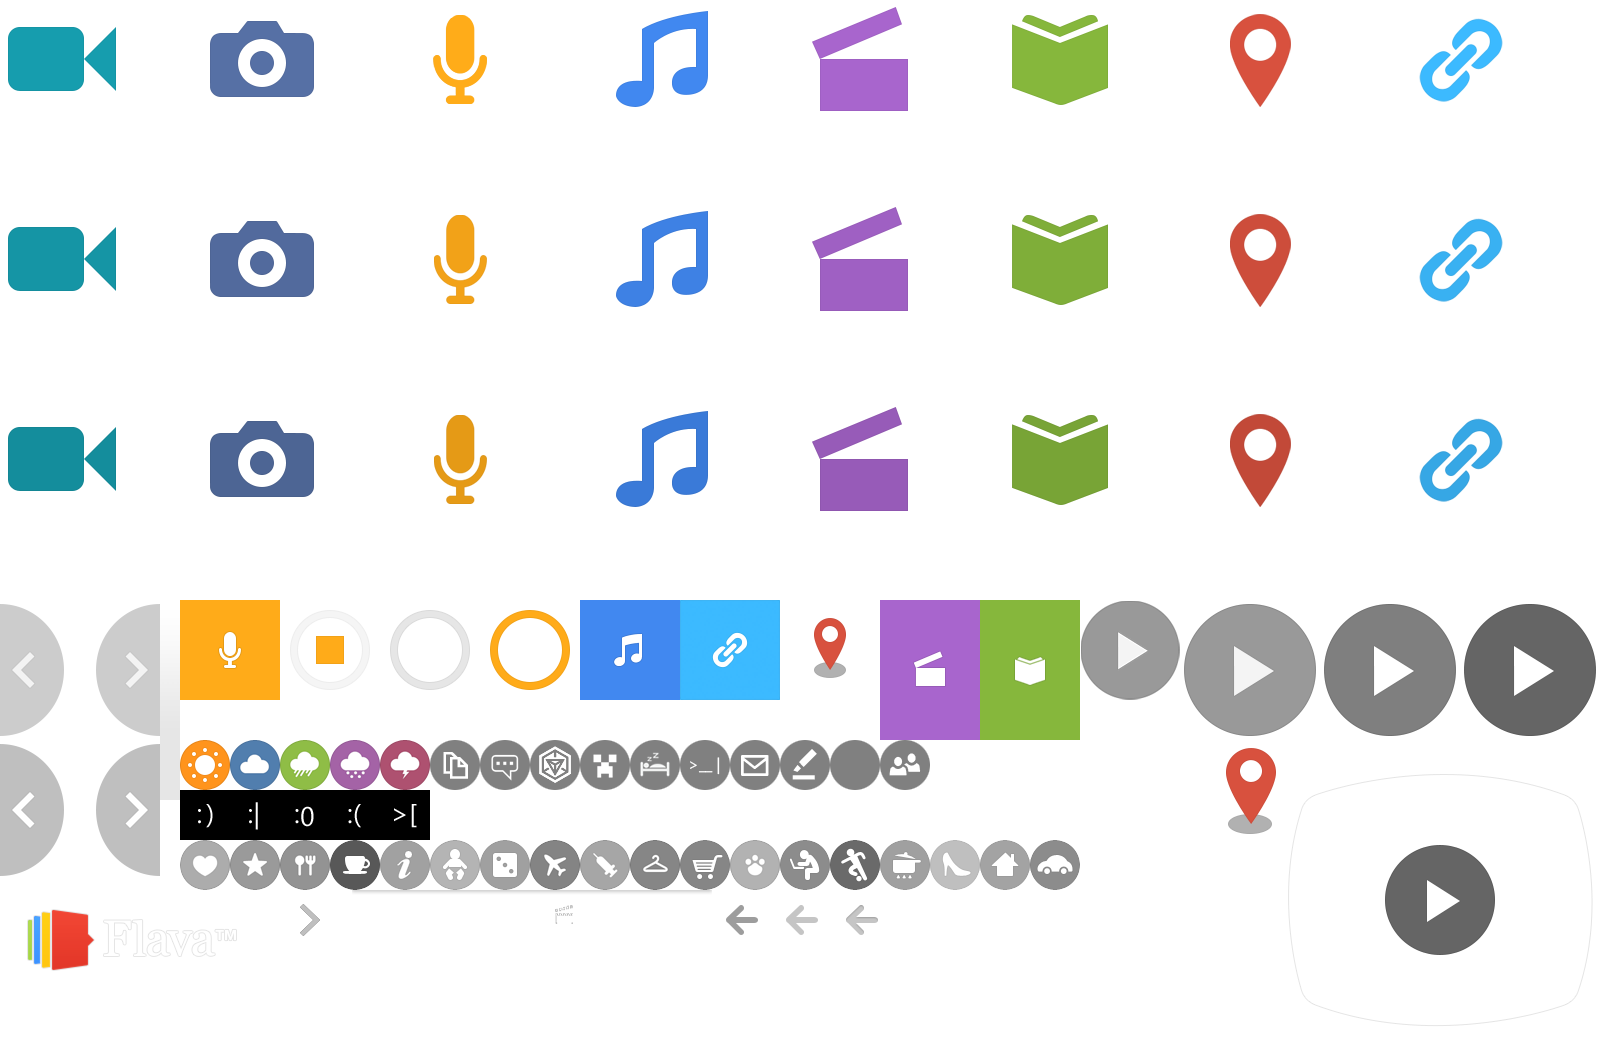 z z
>_|
:) :| :0 :( >[
i
Flava™